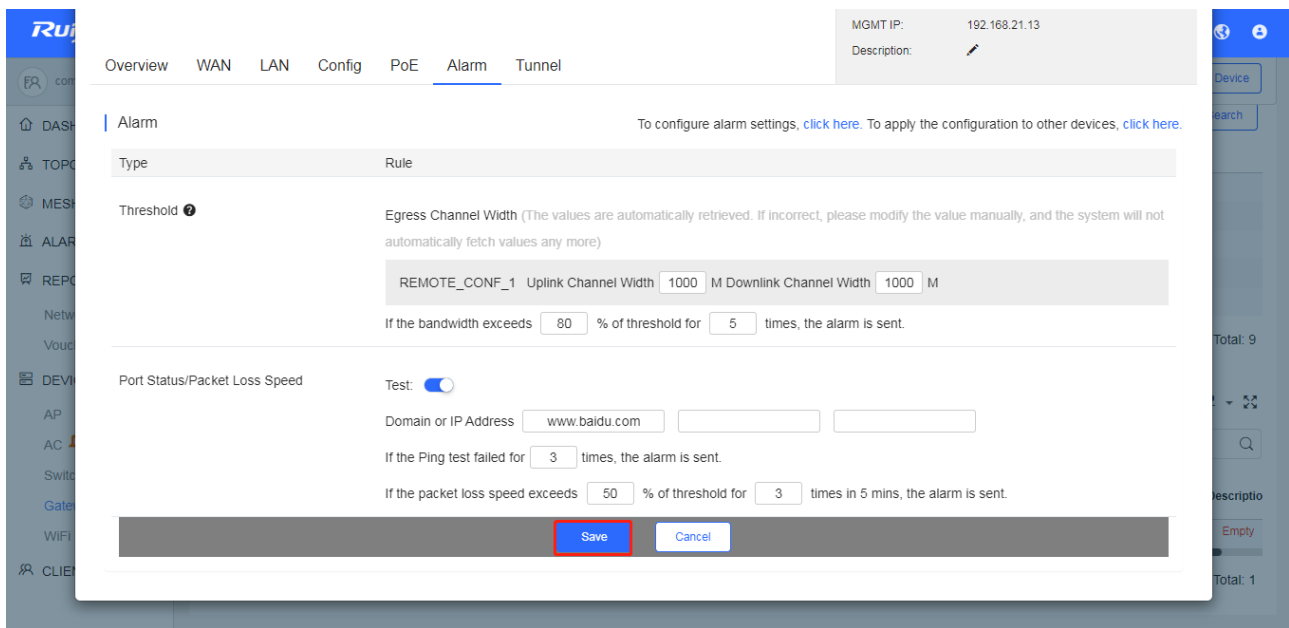 Rui
MGMT IP: 192.168.21.13
Description:
Overview WAN LAN Config PoE Alarm Tunnel
Device
Alarm
To configure alarm settings, click here. To apply the configuration to other devices, click here.
earch
DASH
TOPO
MESH
ALAR
REPO
Netw
Vouc
DEVI
AP
AC
Switc
Gate
WiFi
CLIEN
Type Rule
Threshold
Egress Channel Width (The values are automatically retrieved. If incorrect, please modify the value manually, and the system will not
automatically fetch values any more)
REMOTE_CONF_1 Uplink Channel Width 1000 M Downlink Channel Width 1000 M
If the bandwidth exceeds 80 % of threshold for 5 times, the alarm is sent.
Port Status/Packet Loss Speed
Test:
Domain or IP Address www.baidu.com
If the Ping test failed for 3 times, the alarm is sent.
If the packet loss speed exceeds 50 % of threshold for 3 times in 5 mins, the alarm is sent.
Save Cancel
Total: 9
Descriptio
Empty
Total: 1